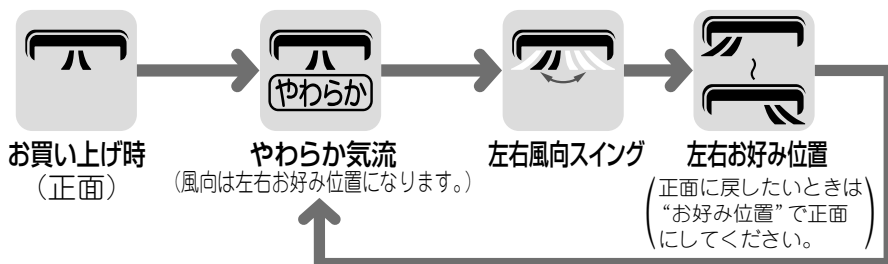 やわらか
お買い上げ時
（正面）
やわらか気流
（風向は左右お好み位置になります。）
左右風向スイング
左右お好み位置
～
正面に戻したいときは
“お好み位置”で正面
にしてください。